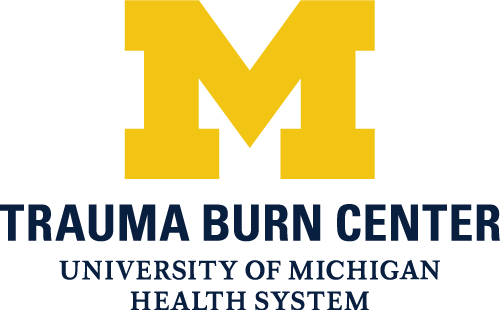 M
TRAUMA BURN CENTER
UNIVERSITY OF MICHIGAN
HEALTH SYSTEM